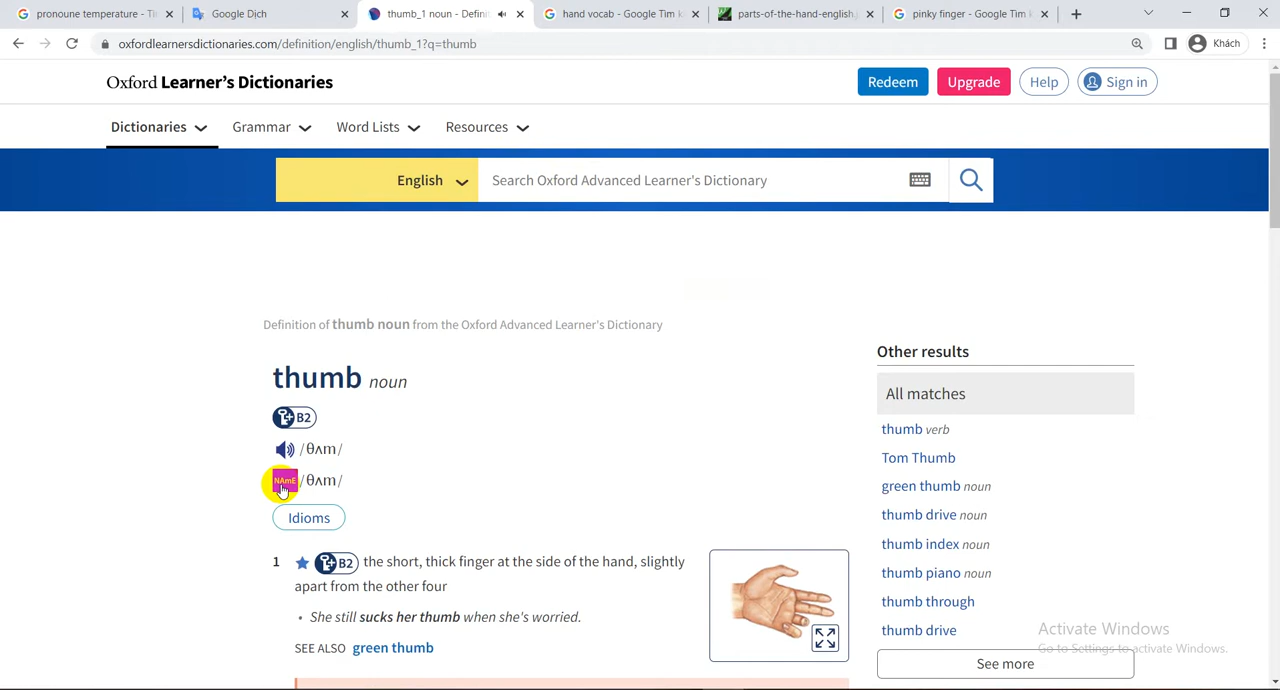 pronoune temperature - Tì
Google Dịch
thumb_1 noun - Defini
hand vocab - Google Tìm k
parts-of-the-hand-english.j
pinky finger - Google Tìm k
oxfordlearnersdictionaries.com/definition/english/thumb_1?q=thumb
Khách
Oxford Learner's Dictionaries
Redeem
Upgrade
Help
Sign in
Dictionaries
Grammar
Word Lists
Resources
English
Search Oxford Advanced Learner's Dictionary
Definition of thumb noun from the Oxford Advanced Learner's Dictionary
thumb noun
B2
/θʌm/
NAmE /θʌm/
Idioms
1 B2 the short, thick finger at the side of the hand, slightly
apart from the other four
• She still sucks her thumb when she's worried.
SEE ALSO green thumb
Other results
All matches
thumb verb
Tom Thumb
green thumb noun
thumb drive noun
thumb index noun
thumb piano noun
thumb through
thumb drive
See more
Activate Windows
Go to Settings to activate Windows.